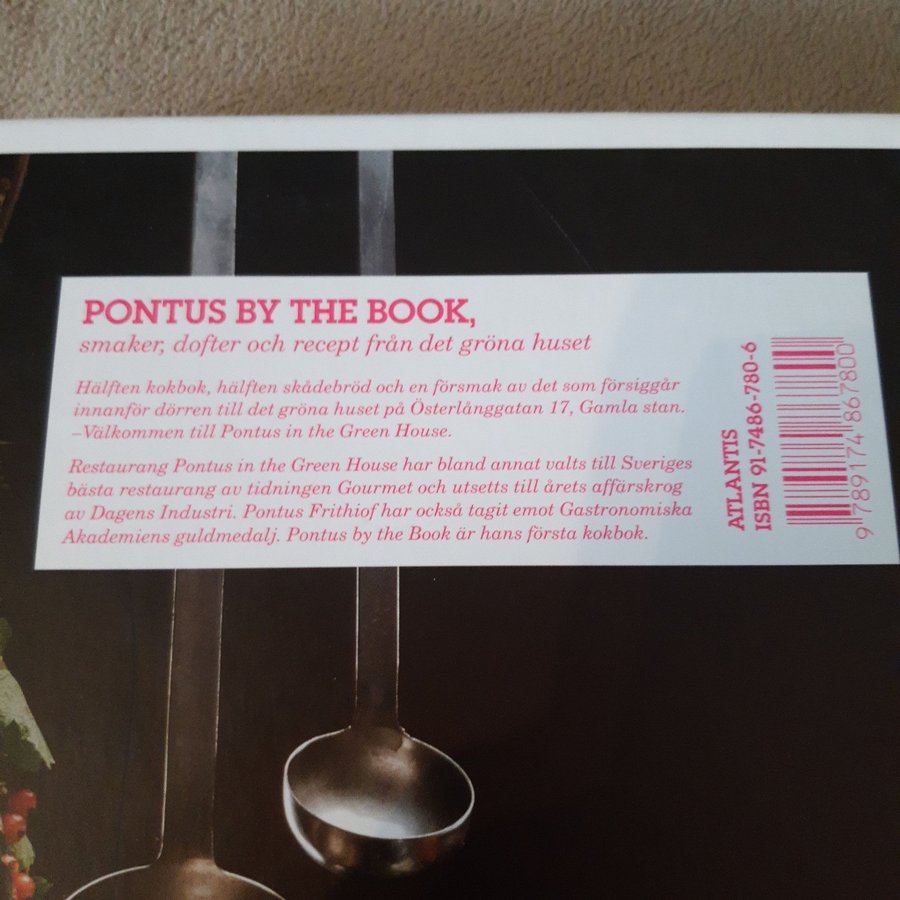 PONTUS BY THE BOOK,
smaker, dofter och recept från det gröna huset
Hälften kokbok, hälften skådebröd och en försmak av det som försiggår
innanför dörren till det gröna huset på Österlånggatan 17, Gamla stan.
–Välkommen till Pontus in the Green House.
Restaurang Pontus in the Green House har bland annat valts till Sveriges
bästa restaurang av tidningen Gourmet och utsetts till årets affärskrog
av Dagens Industri. Pontus Frithiof har också tagit emot Gastronomiska
Akademiens guldmedalj. Pontus by the Book är hans första kokbok.
ATLANTIS
ISBN 91-7486-780-6
9 789174 867800